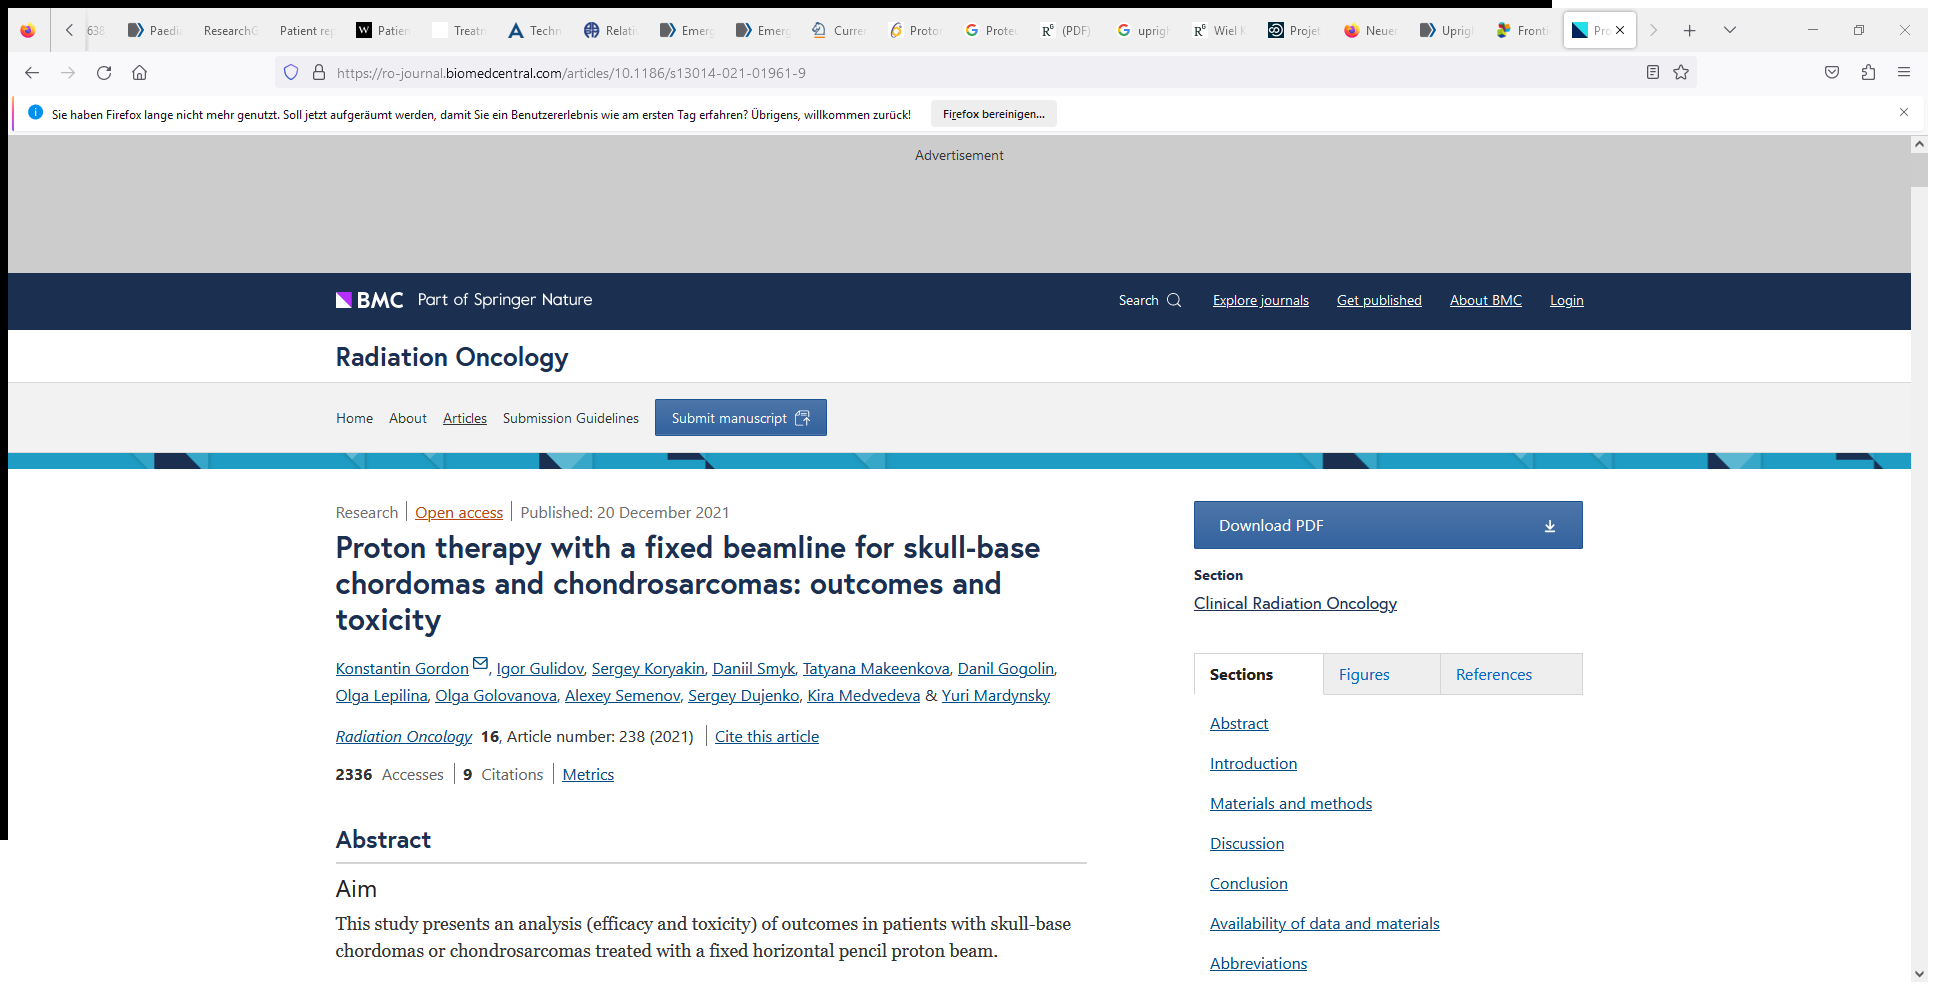 638 Paedi ResearchG Patient rep Patien Treatn Techn Relati Emerg Emerg Curre Proto Proteu (PDF) uprigh Wiel K Projet Neuer Uprigh Fronti Pro
https://ro-journal.biomedcentral.com/articles/10.1186/s13014-021-01961-9
Sie haben Firefox lange nicht mehr genutzt. Soll jetzt aufgeräumt werden, damit Sie ein Benutzererlebnis wie am ersten Tag erfahren? Übrigens, willkommen zurück! Firefox bereinigen...
Advertisement
BMC Part of Springer Nature Search Explore journals Get published About BMC Login
Radiation Oncology
Home About Articles Submission Guidelines Submit manuscript
Research Open access Published: 20 December 2021
Proton therapy with a fixed beamline for skull-base
chordomas and chondrosarcomas: outcomes and
toxicity
Konstantin Gordon, Igor Gulidov, Sergey Koryakin, Daniil Smyk, Tatyana Makeenkova, Danil Gogolin,
Olga Lepilina, Olga Golovanova, Alexey Semenov, Sergey Dujenko, Kira Medvedeva & Yuri Mardynsky
Radiation Oncology 16, Article number: 238 (2021) Cite this article
2336 Accesses 9 Citations Metrics
Abstract
Aim
This study presents an analysis (efficacy and toxicity) of outcomes in patients with skull-base
chordomas or chondrosarcomas treated with a fixed horizontal pencil proton beam.
Download PDF
Section
Clinical Radiation Oncology
Sections Figures References
Abstract
Introduction
Materials and methods
Discussion
Conclusion
Availability of data and materials
Abbreviations